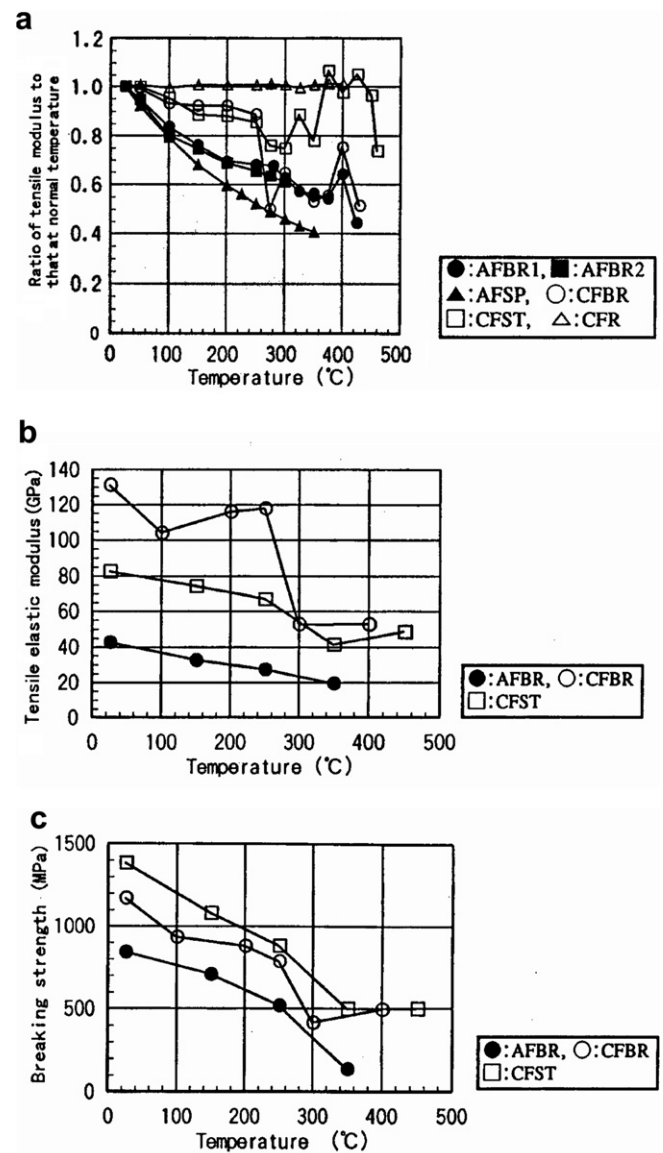 a
Ratio of tensile modulus to
that at normal temperature
1.2
1.0
0.8
0.6
0.4
0.2
0
0 100 200 300 400 500
Temperature (℃)
●:AFBR1, ■:AFBR2
▲:AFSP, ○:CFBR
□:CFST, △:CFR
b
Tensile elastic modulus (GPa)
140
120
100
80
60
40
20
0
0 100 200 300 400 500
Temperature (℃)
●:AFBR, ○:CFBR
□:CFST
c
Breaking strength (MPa)
1500
1000
500
0
0 100 200 300 400 500
Temperature (℃)
●:AFBR, ○:CFBR
□:CFST